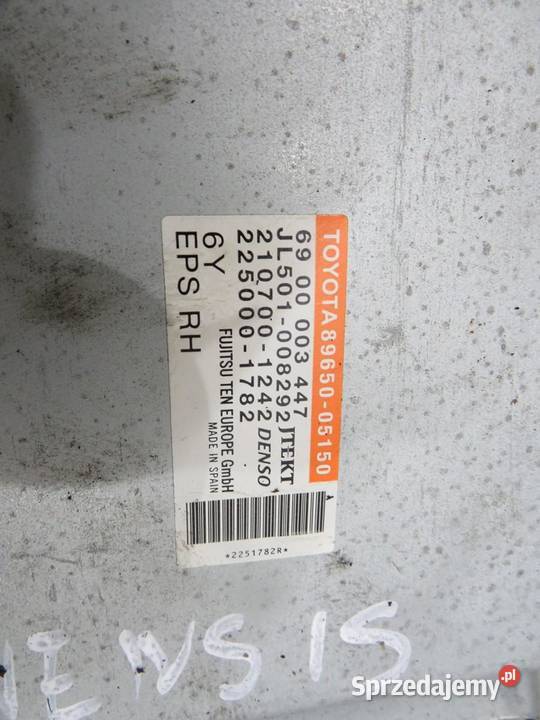 TOYOTA 89650-05150
69 00 003 447
JL501-008292 JTEKT
210700-1242 DENSO
225000-1782
6Y FUJITSU TEN EUROPE GmbH
EPS RH MADE IN SPAIN
A
*2251782R*
ENSIS
Sprzedajemy.pl